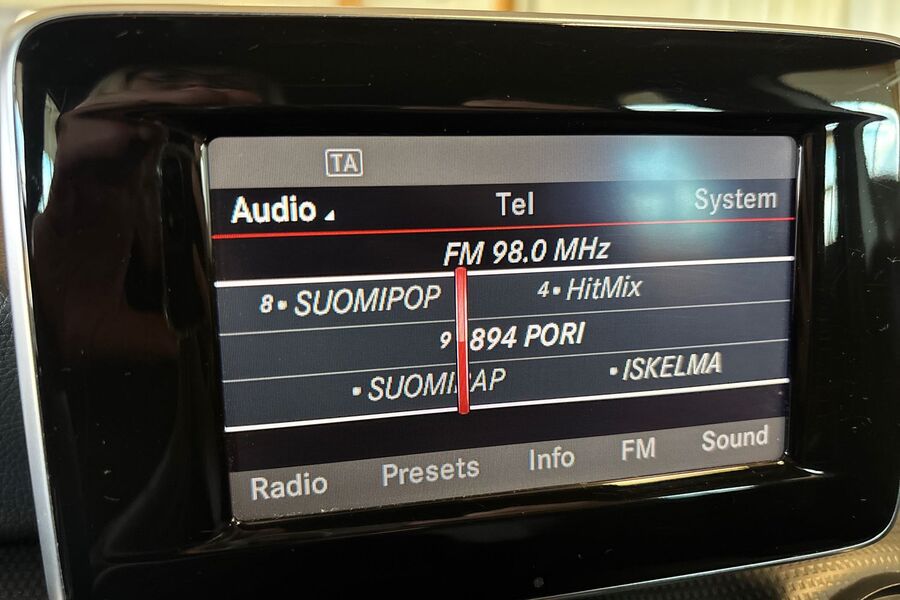 TA
Audio Tel System
FM 98.0 MHz
8 • SUOMIPOP 4 • HitMix
9 894 PORI
• • ISKELMA
Radio Presets Info FM Sound